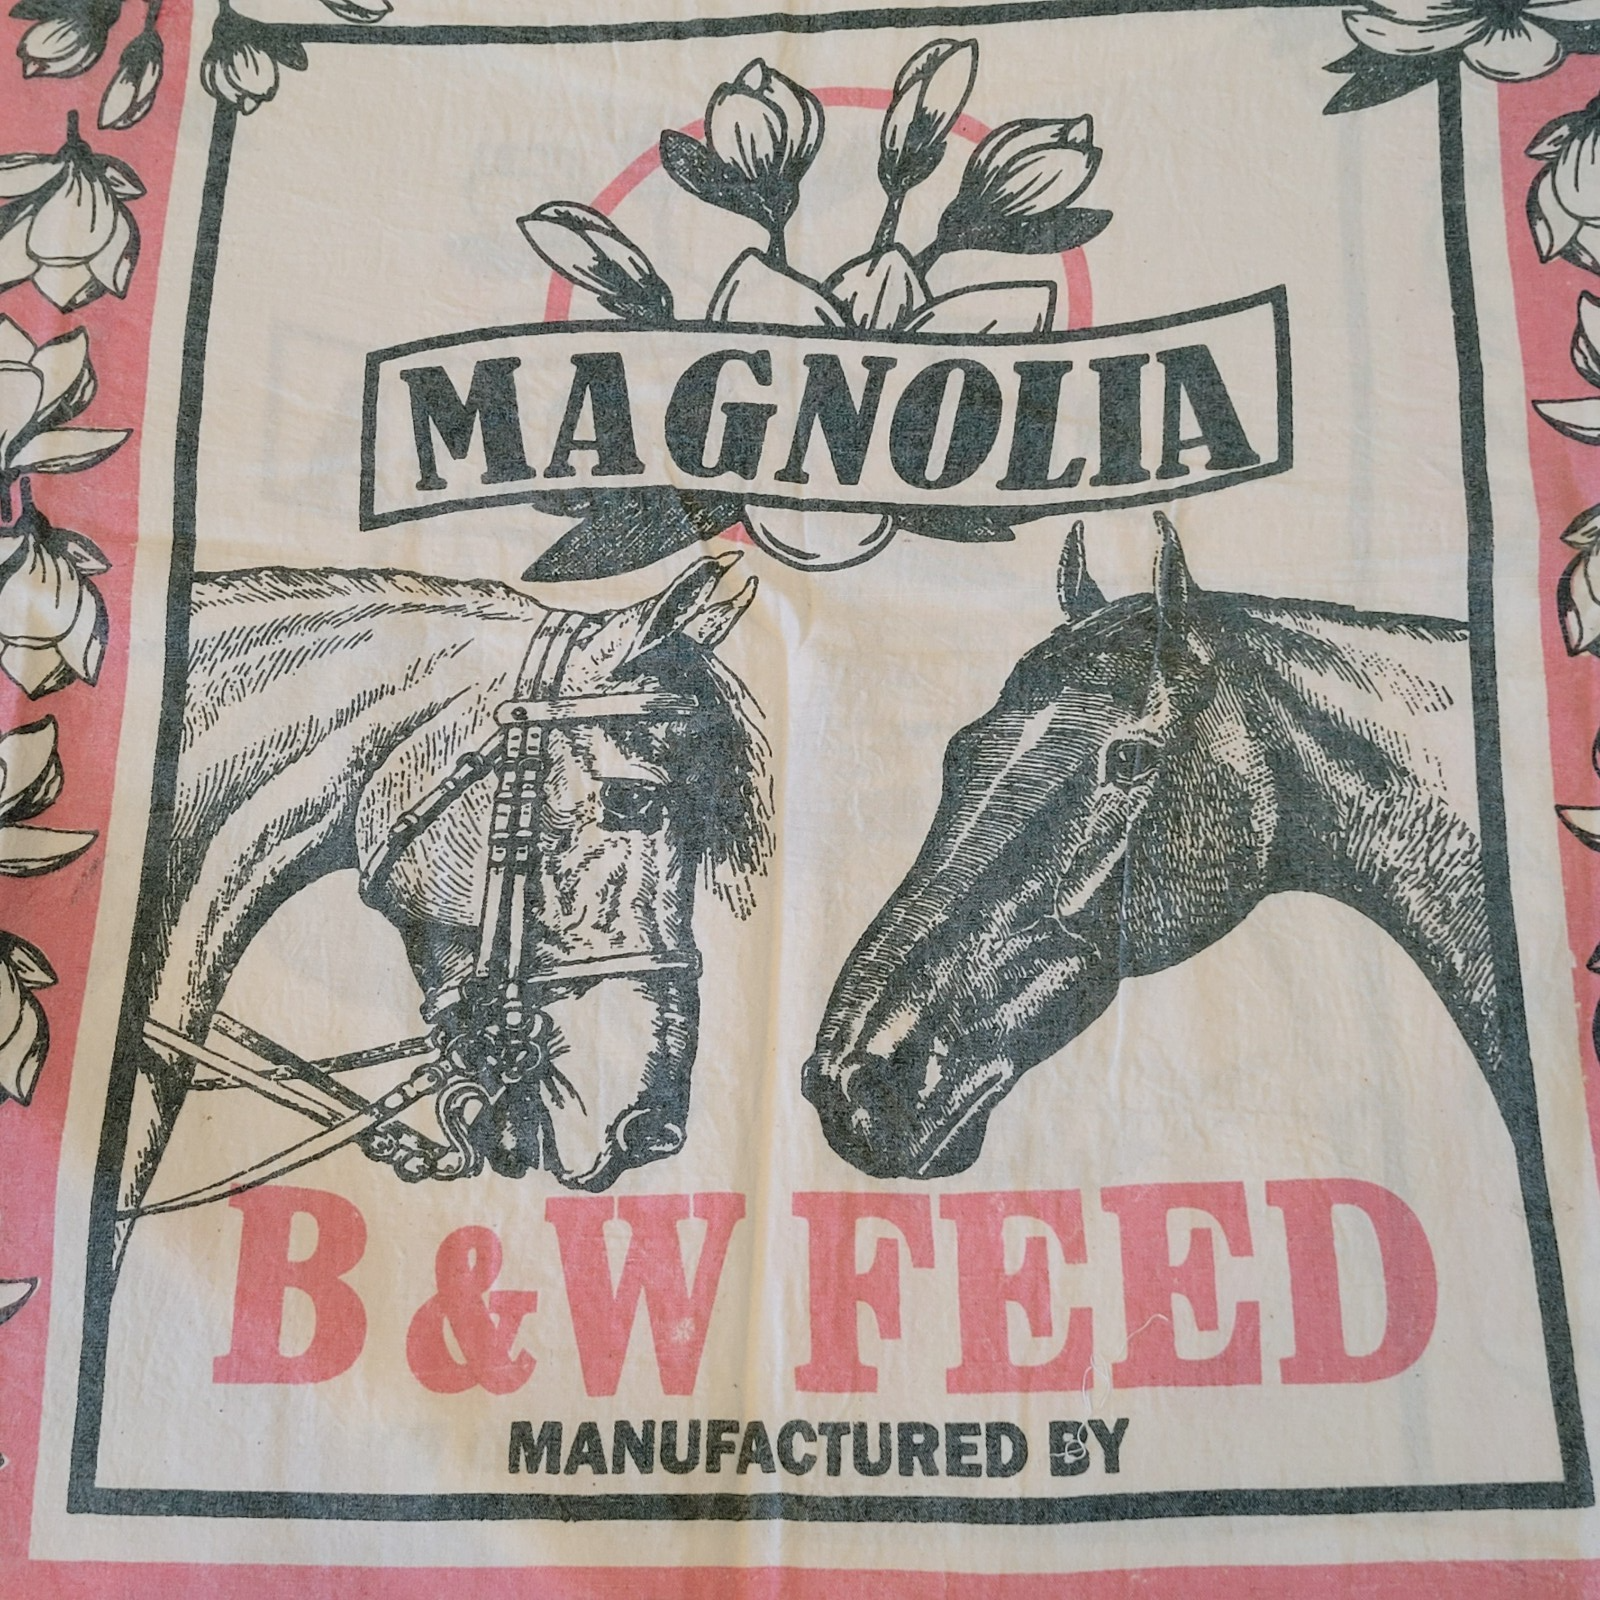 MAGNOLIA
B & W FEED
MANUFACTURED BY